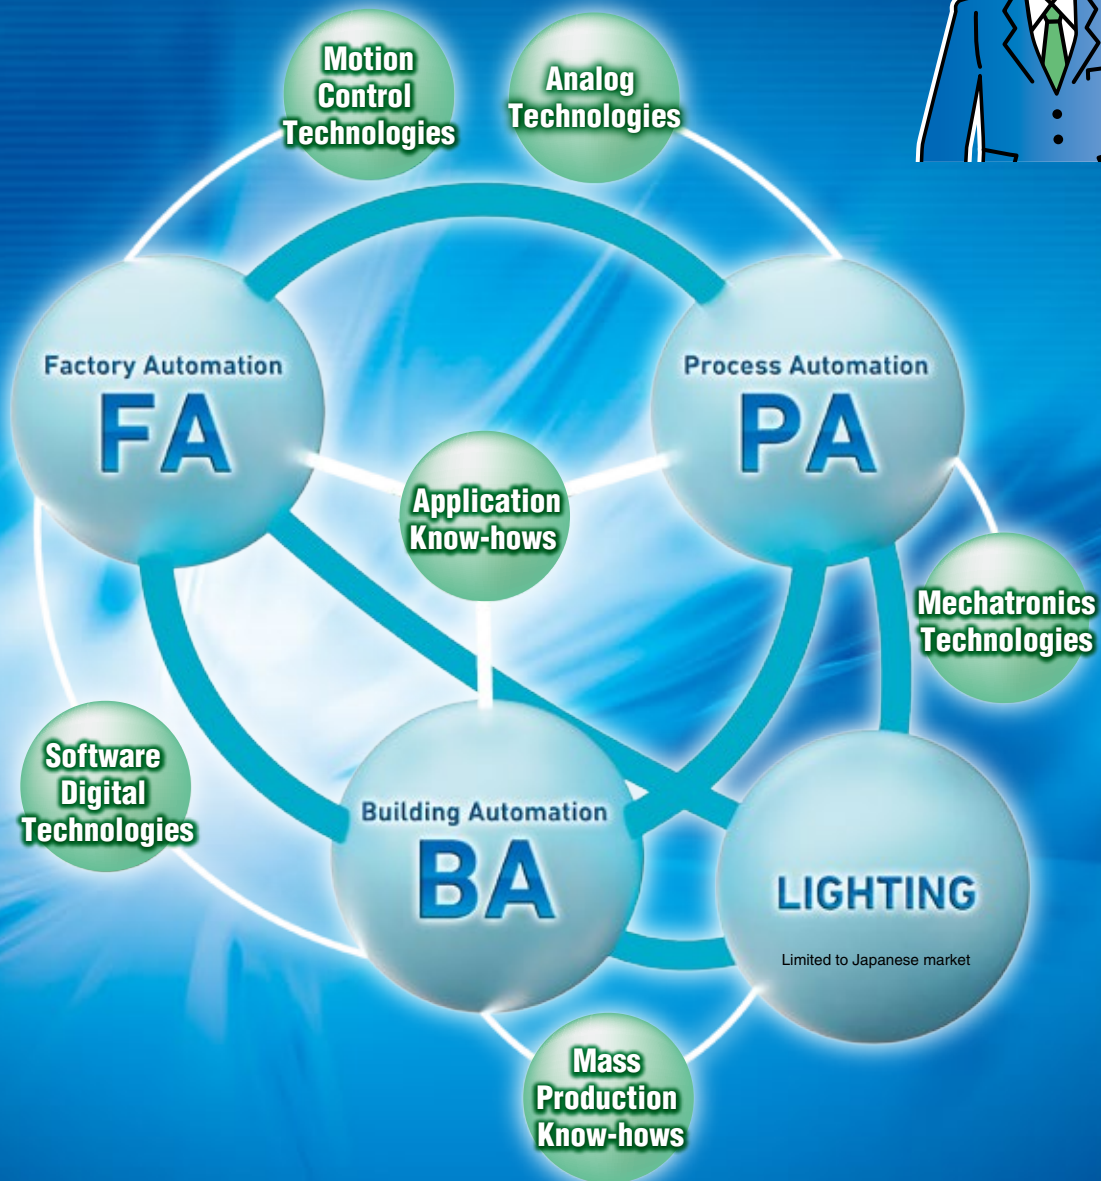 Motion
Control
Technologies
Analog
Technologies
Factory Automation
FA
Process Automation
PA
Application
Know-hows
Mechatronics
Technologies
Software
Digital
Technologies
Building Automation
BA
LIGHTING
Limited to Japanese market
Mass
Production
Know-hows